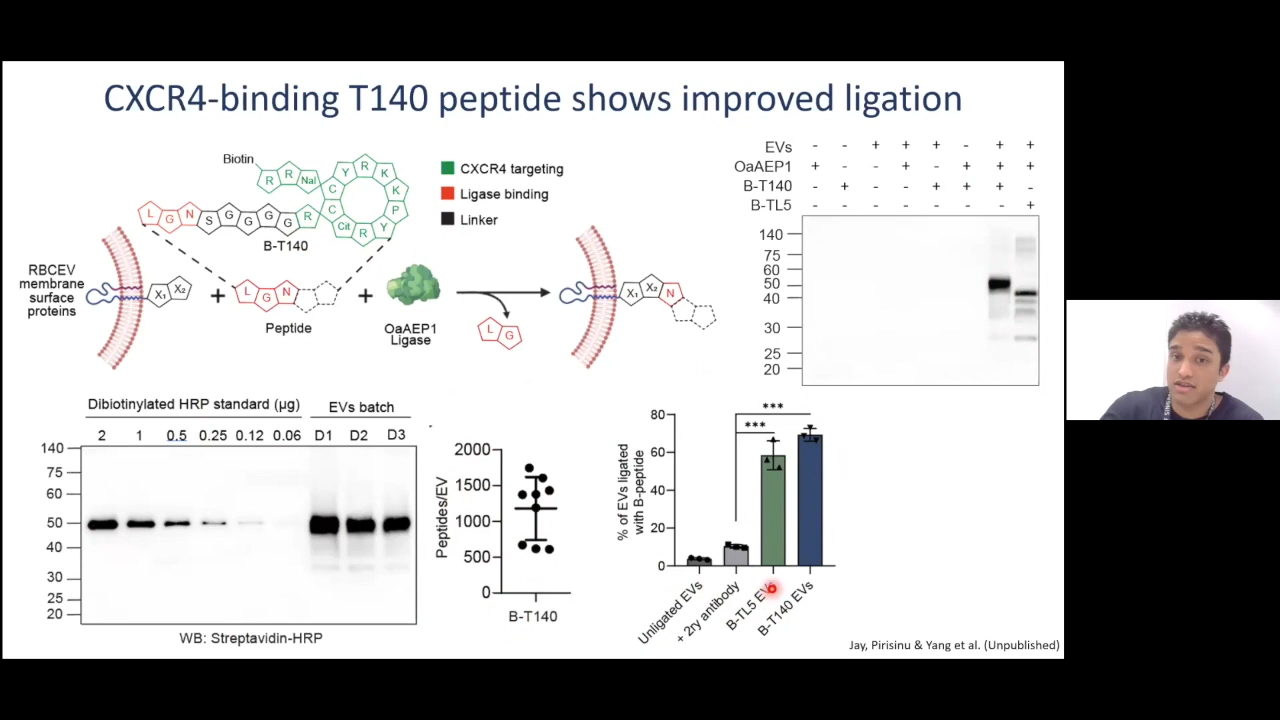 CXCR4-binding T140 peptide shows improved ligation
Biotin
R R Nal C Y R K K P Y R Cit C R
L G N S G G G G R
B-T140
CXCR4 targeting
Ligase binding
Linker
RBCEV
membrane
surface
proteins
X1 X2
+
L G N
Peptide
+
OaAEP1
Ligase
L G
X1 X2 N
EVs - - + + + - + +
OaAEP1 + - - + - + + +
B-T140 - + - - + + + -
B-TL5 - - - - - - - +
140
75
60
50
40
30
25
20
Dibiotinylated HRP standard (µg) EVs batch
2 1 0.5 0.25 0.12 0.06 D1 D2 D3
140
75
60
50
40
30
20
WB: Streptavidin-HRP
Peptides/EV
2000
1500
1000
500
0
B-T140
% of EVs ligated
with B-peptide
80
60
40
20
0
***
***
Unligated EVs
+ 2ry antibody
B-TL5
B-T140 EVs
Jay, Pirisinu & Yang et al. (Unpublished)